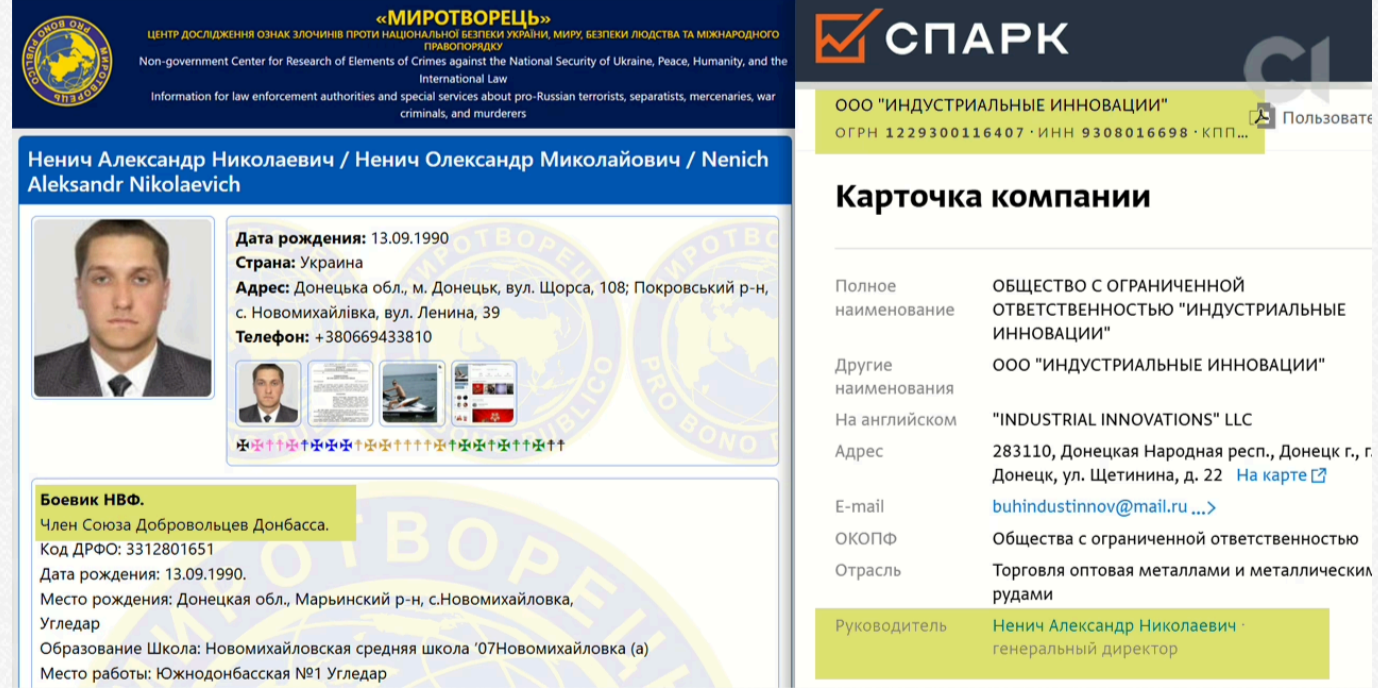 «МИРОТВОРЕЦЬ»
ЦЕНТР ДОСЛІДЖЕННЯ ОЗНАК ЗЛОЧИНІВ ПРОТИ НАЦІОНАЛЬНОЇ БЕЗПЕКИ УКРАЇНИ, МИРУ, БЕЗПЕКИ ЛЮДСТВА ТА МІЖНАРОДНОГО
ПРАВОПОРЯДКУ
Non-government Center for Research of Elements of Crimes against the National Security of Ukraine, Peace, Humanity, and the
International Law
Information for law enforcement authorities and special services about pro-Russian terrorists, separatists, mercenaries, war
criminals, and murderers
Ненич Александр Николаевич / Ненич Олександр Миколайович / Nenich
Aleksandr Nikolaevich
Дата рождения: 13.09.1990
Страна: Украина
Адрес: Донецька обл., м. Донецьк, вул. Щорса, 108; Покровський р-н,
с. Новомихайлівка, вул. Ленина, 39
Телефон: +380669433810
Боевик НВФ.
Член Союза Добровольцев Донбасса.
Код ДРФО: 3312801651
Дата рождения: 13.09.1990.
Место рождения: Донецкая обл., Марьинский р-н, с.Новомихайловка,
Угледар
Образование Школа: Новомихайловская средняя школа '07Новомихайловка (а)
Место работы: Южнодонбасская №1 Угледар
СПАРК
ООО "ИНДУСТРИАЛЬНЫЕ ИННОВАЦИИ"
ОГРН 1229300116407 · ИНН 9308016698 · КПП...
Пользовате
Карточка компании
Полное наименование ОБЩЕСТВО С ОГРАНИЧЕННОЙ
ОТВЕТСТВЕННОСТЬЮ "ИНДУСТРИАЛЬНЫЕ
ИННОВАЦИИ"
Другие наименования ООО "ИНДУСТРИАЛЬНЫЕ ИННОВАЦИИ"
На английском "INDUSTRIAL INNOVATIONS" LLC
Адрес 283110, Донецкая Народная респ., Донецк г., г.
Донецк, ул. Щетинина, д. 22 На карте
E-mail buhindustinnov@mail.ru ...>
ОКОПФ Общества с ограниченной ответственностью
Отрасль Торговля оптовая металлами и металлическим
рудами
Руководитель Ненич Александр Николаевич ·
генеральный директор